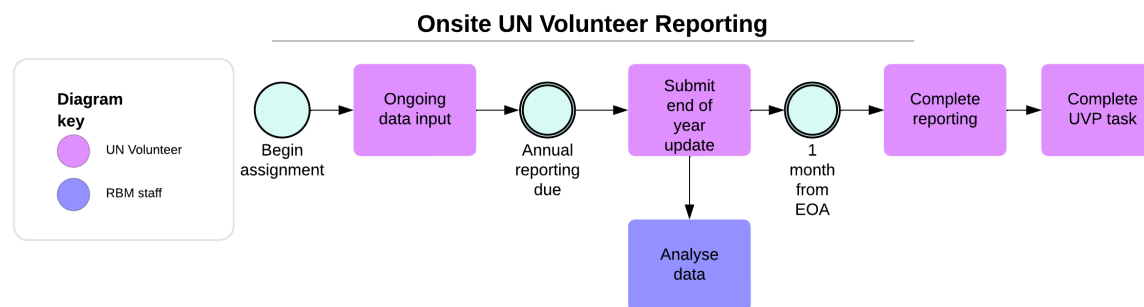 Onsite UN Volunteer Reporting
Diagram
key
UN Volunteer
RBM staff
Begin
assignment
Ongoing
data input
Annual
reporting
due
Submit
end of
year
update
Analyse
data
1
month
from
EOA
Complete
reporting
Complete
UVP task